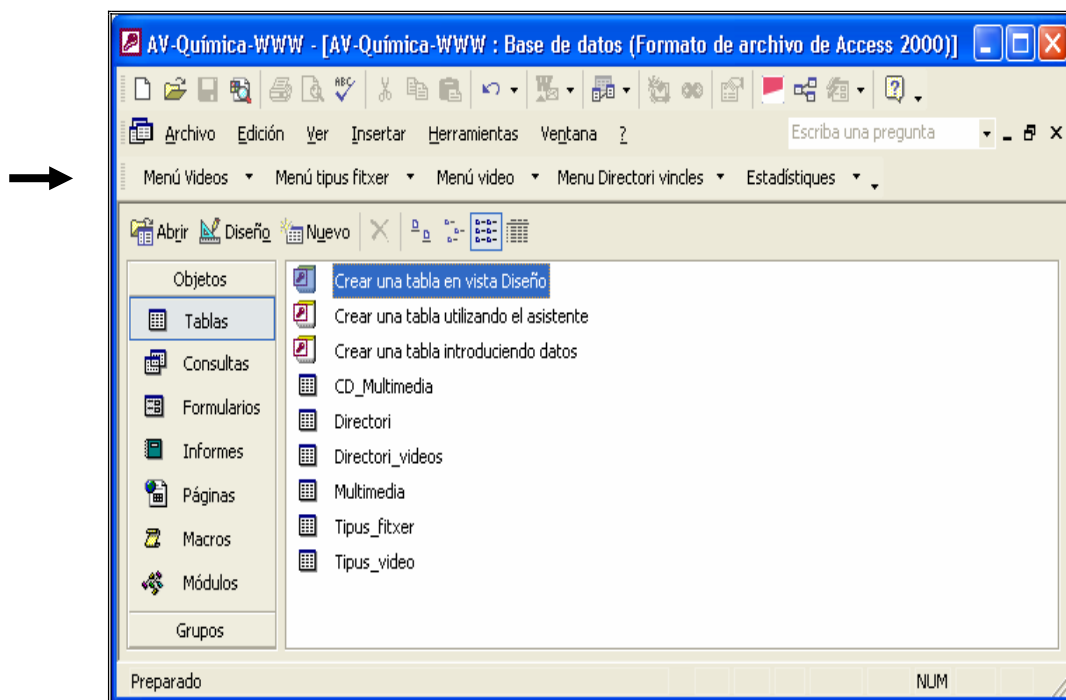 AV-Química-WWW - [AV-Química-WWW : Base de datos (Formato de archivo de Access 2000)]
Archivo Edición Ver Insertar Herramientas Ventana ? Escriba una pregunta
Menú Videos Menú tipus fitxer Menú video Menu Directori vincles Estadístiques
Abrir Diseño Nuevo
Objetos
Tablas
Consultas
Formularios
Informes
Páginas
Macros
Módulos
Grupos
Crear una tabla en vista Diseño
Crear una tabla utilizando el asistente
Crear una tabla introduciendo datos
CD_Multimedia
Directori
Directori_videos
Multimedia
Tipus_fitxer
Tipus_video
Preparado NUM